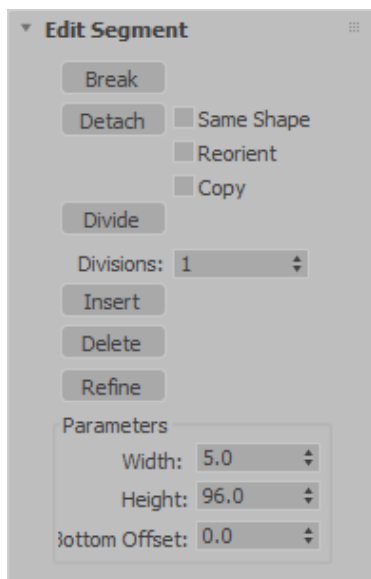 Edit Segment
Break
Detach Same Shape
Reorient
Copy
Divide
Divisions: 1
Insert
Delete
Refine
Parameters
Width: 5.0
Height: 96.0
Offset: 0.0